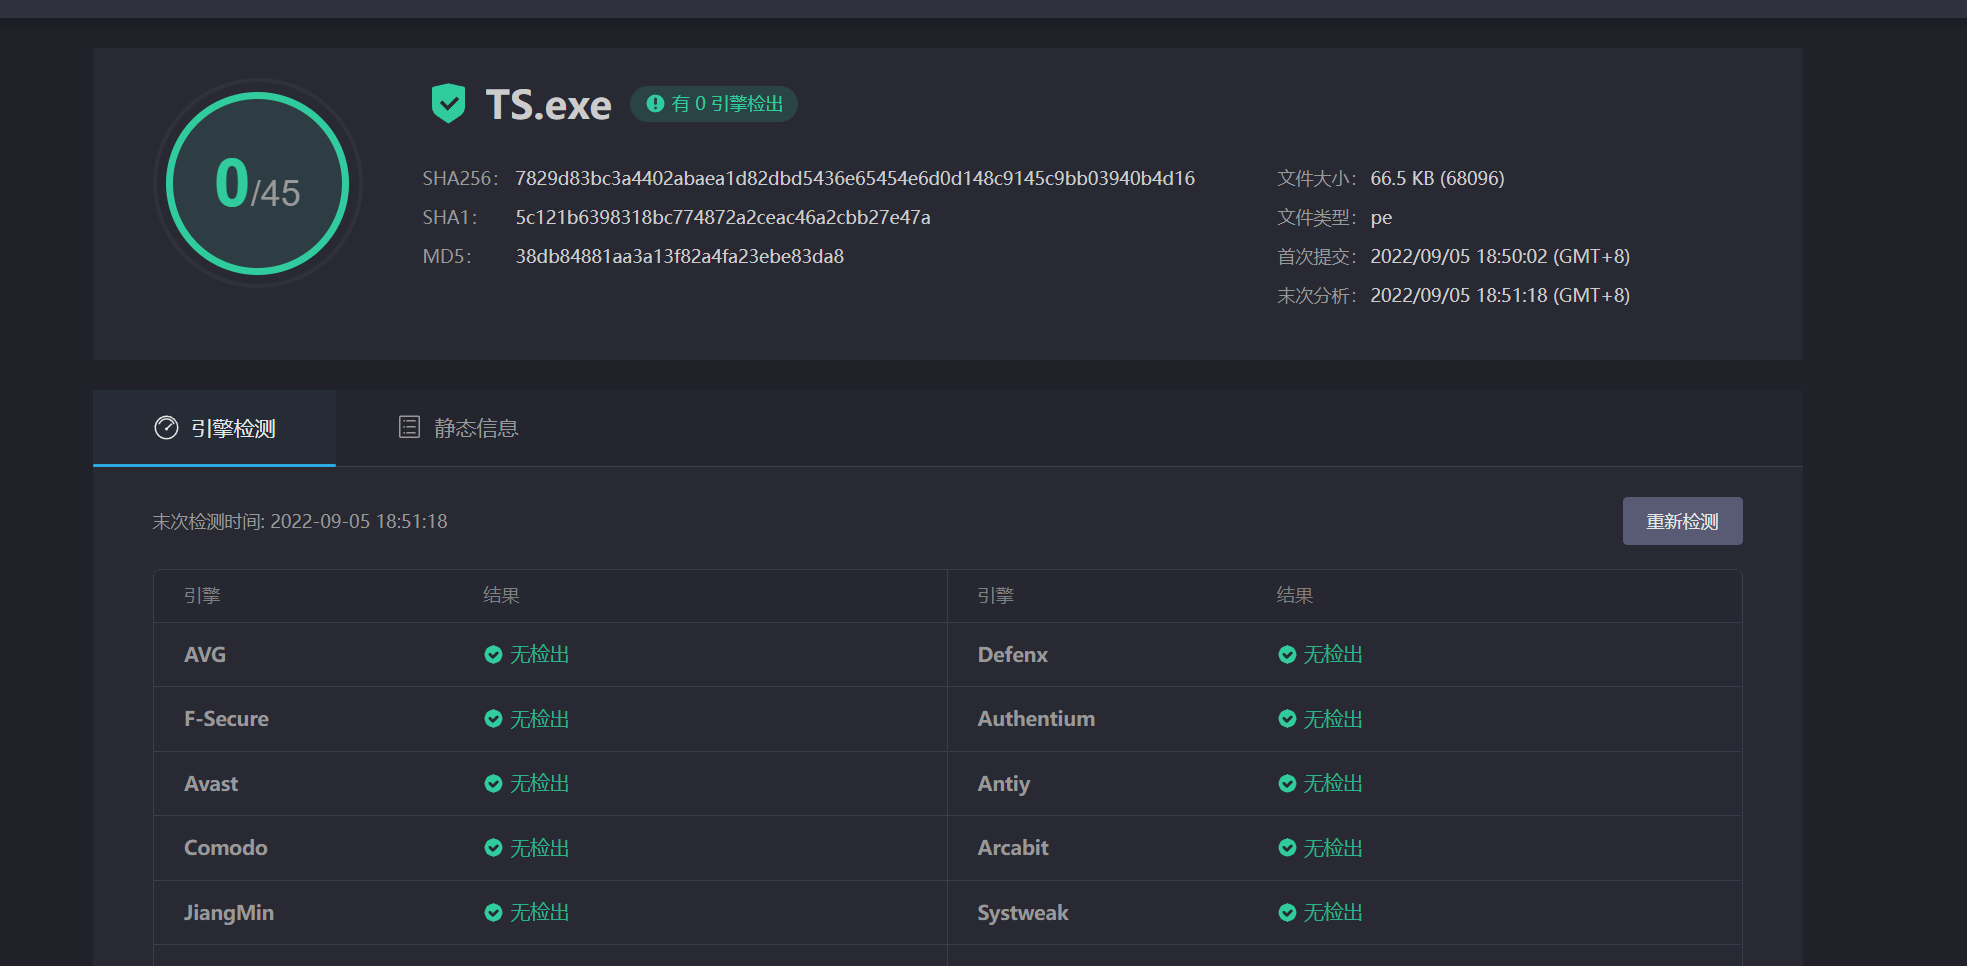 TS.exe 有 0 引擎检出
0/45
SHA256: 7829d83bc3a4402abaea1d82dbd5436e65454e6d0d148c9145c9bb03940b4d16
SHA1: 5c121b6398318bc774872a2ceac46a2cbb27e47a
MD5: 38db84881aa3a13f82a4fa23ebe83da8
文件大小: 66.5 KB (68096)
文件类型: pe
首次提交: 2022/09/05 18:50:02 (GMT+8)
末次分析: 2022/09/05 18:51:18 (GMT+8)
引擎检测 静态信息
末次检测时间: 2022-09-05 18:51:18 重新检测
引擎 结果 引擎 结果
AVG 无检出 Defenx 无检出
F-Secure 无检出 Authentium 无检出
Avast 无检出 Antiy 无检出
Comodo 无检出 Arcabit 无检出
JiangMin 无检出 Systweak 无检出